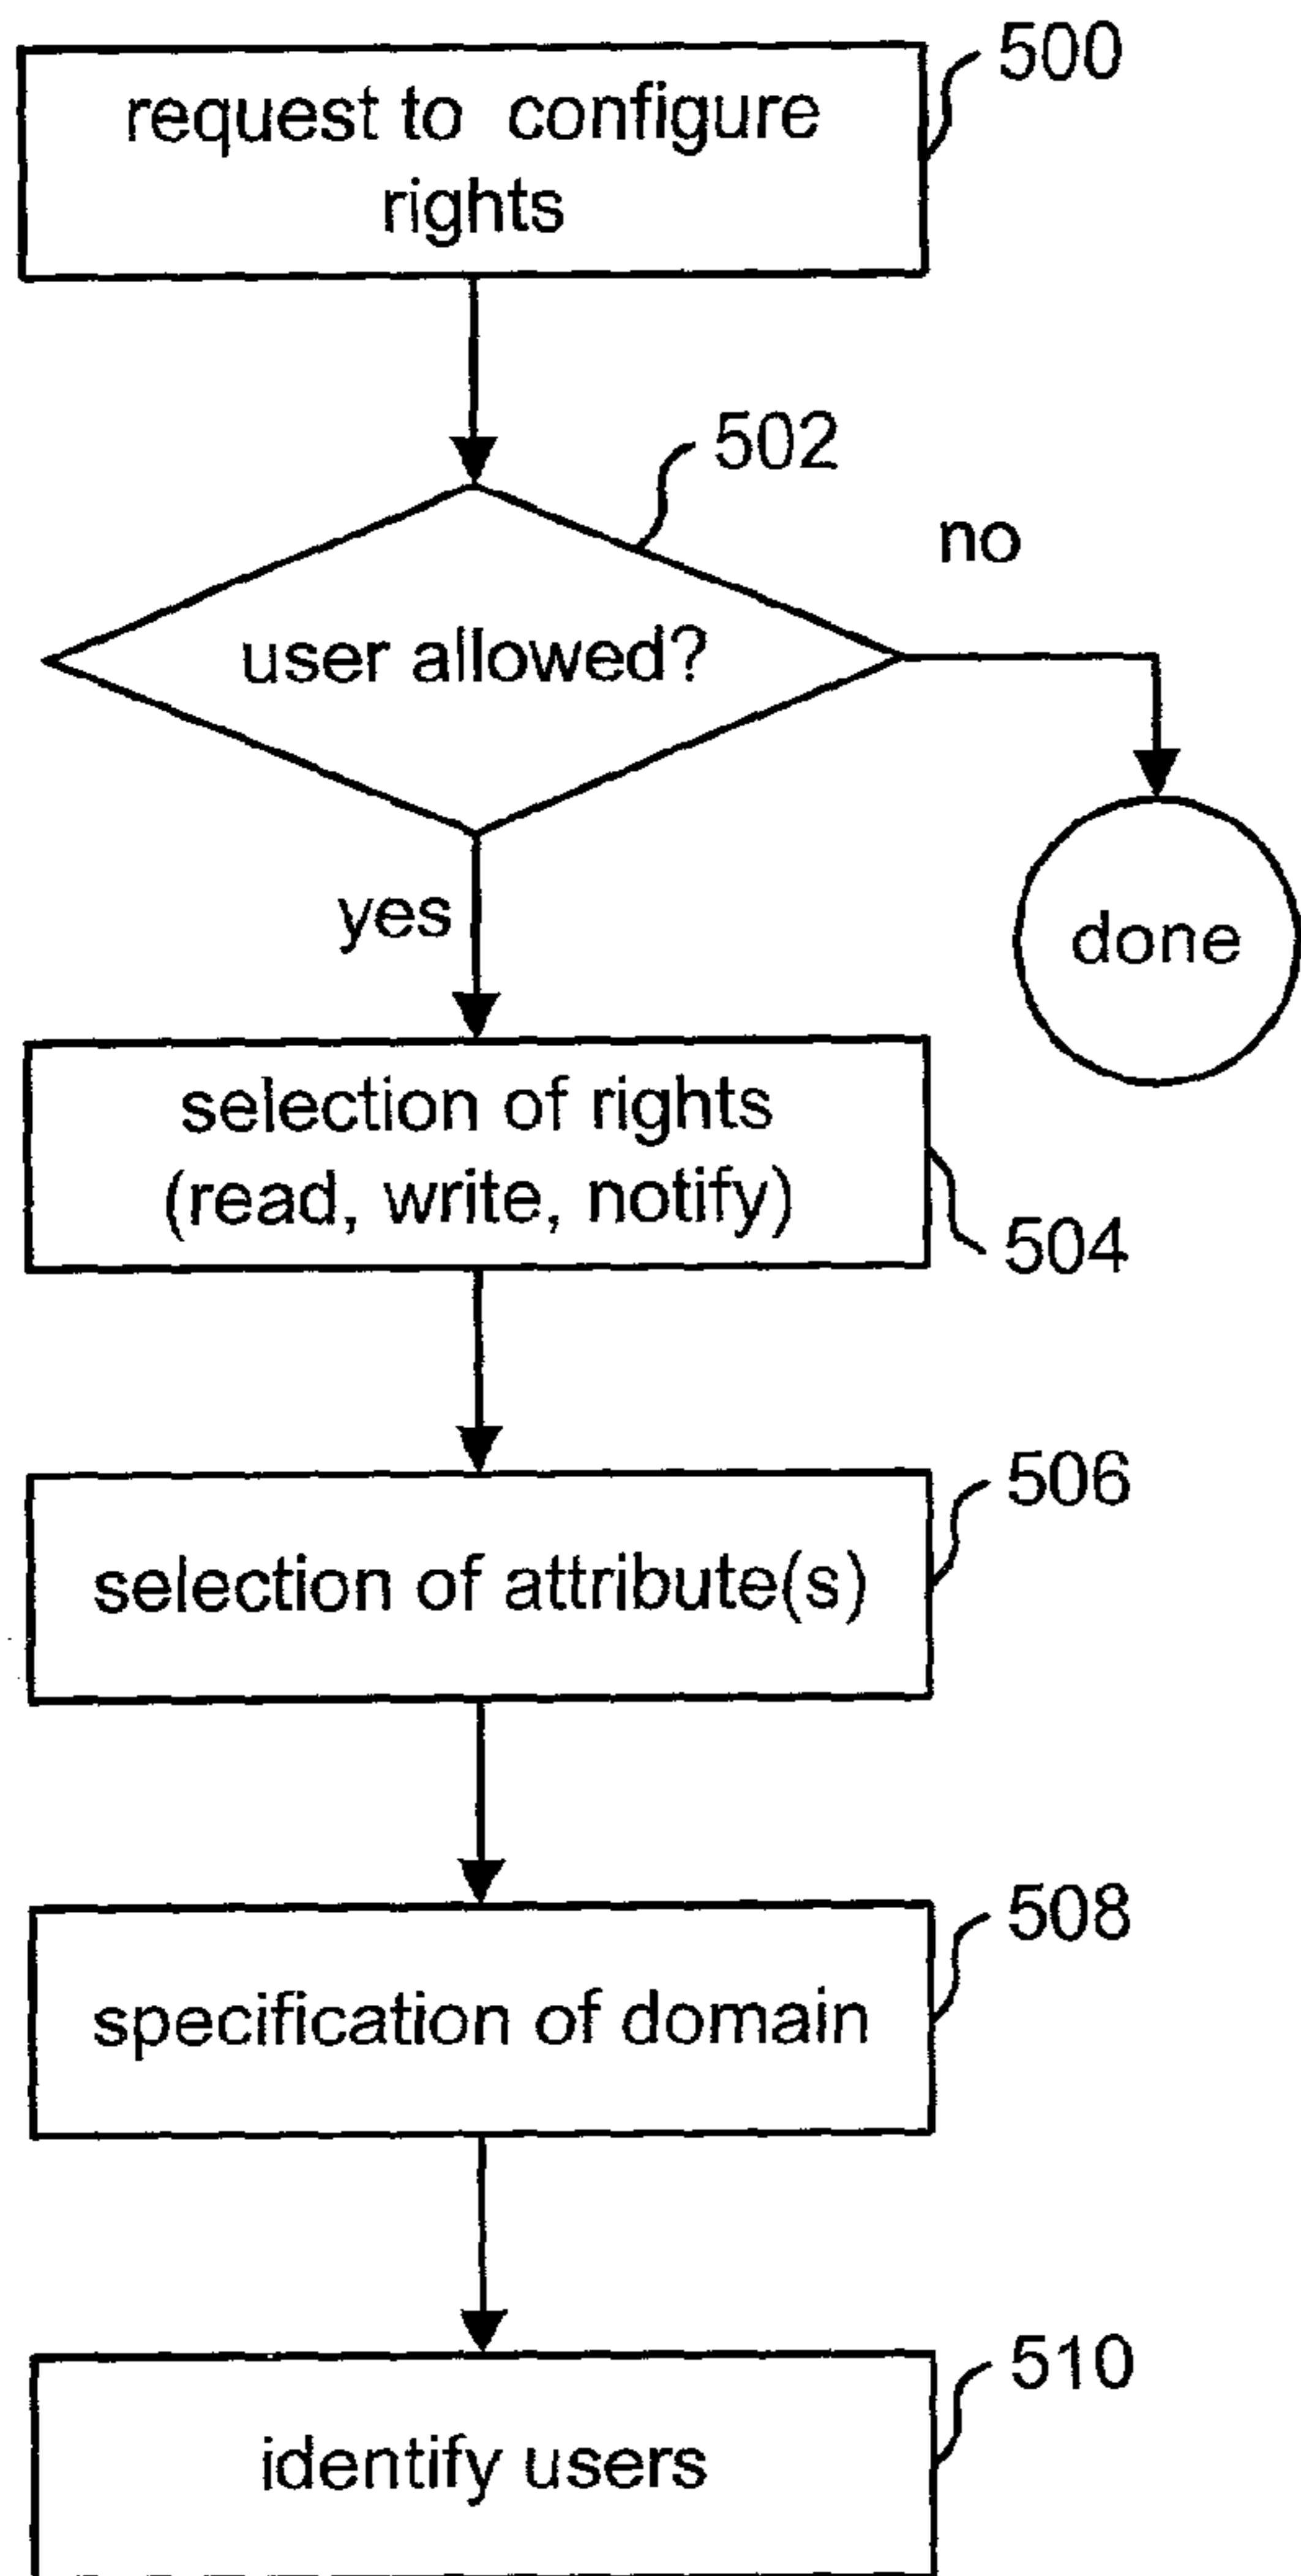 500
request to configure
rights
502
no
user allowed?
yes
done
selection of rights
(read, write, notify)
504
506
selection of attribute(s)
508
specification of domain
510
identify users